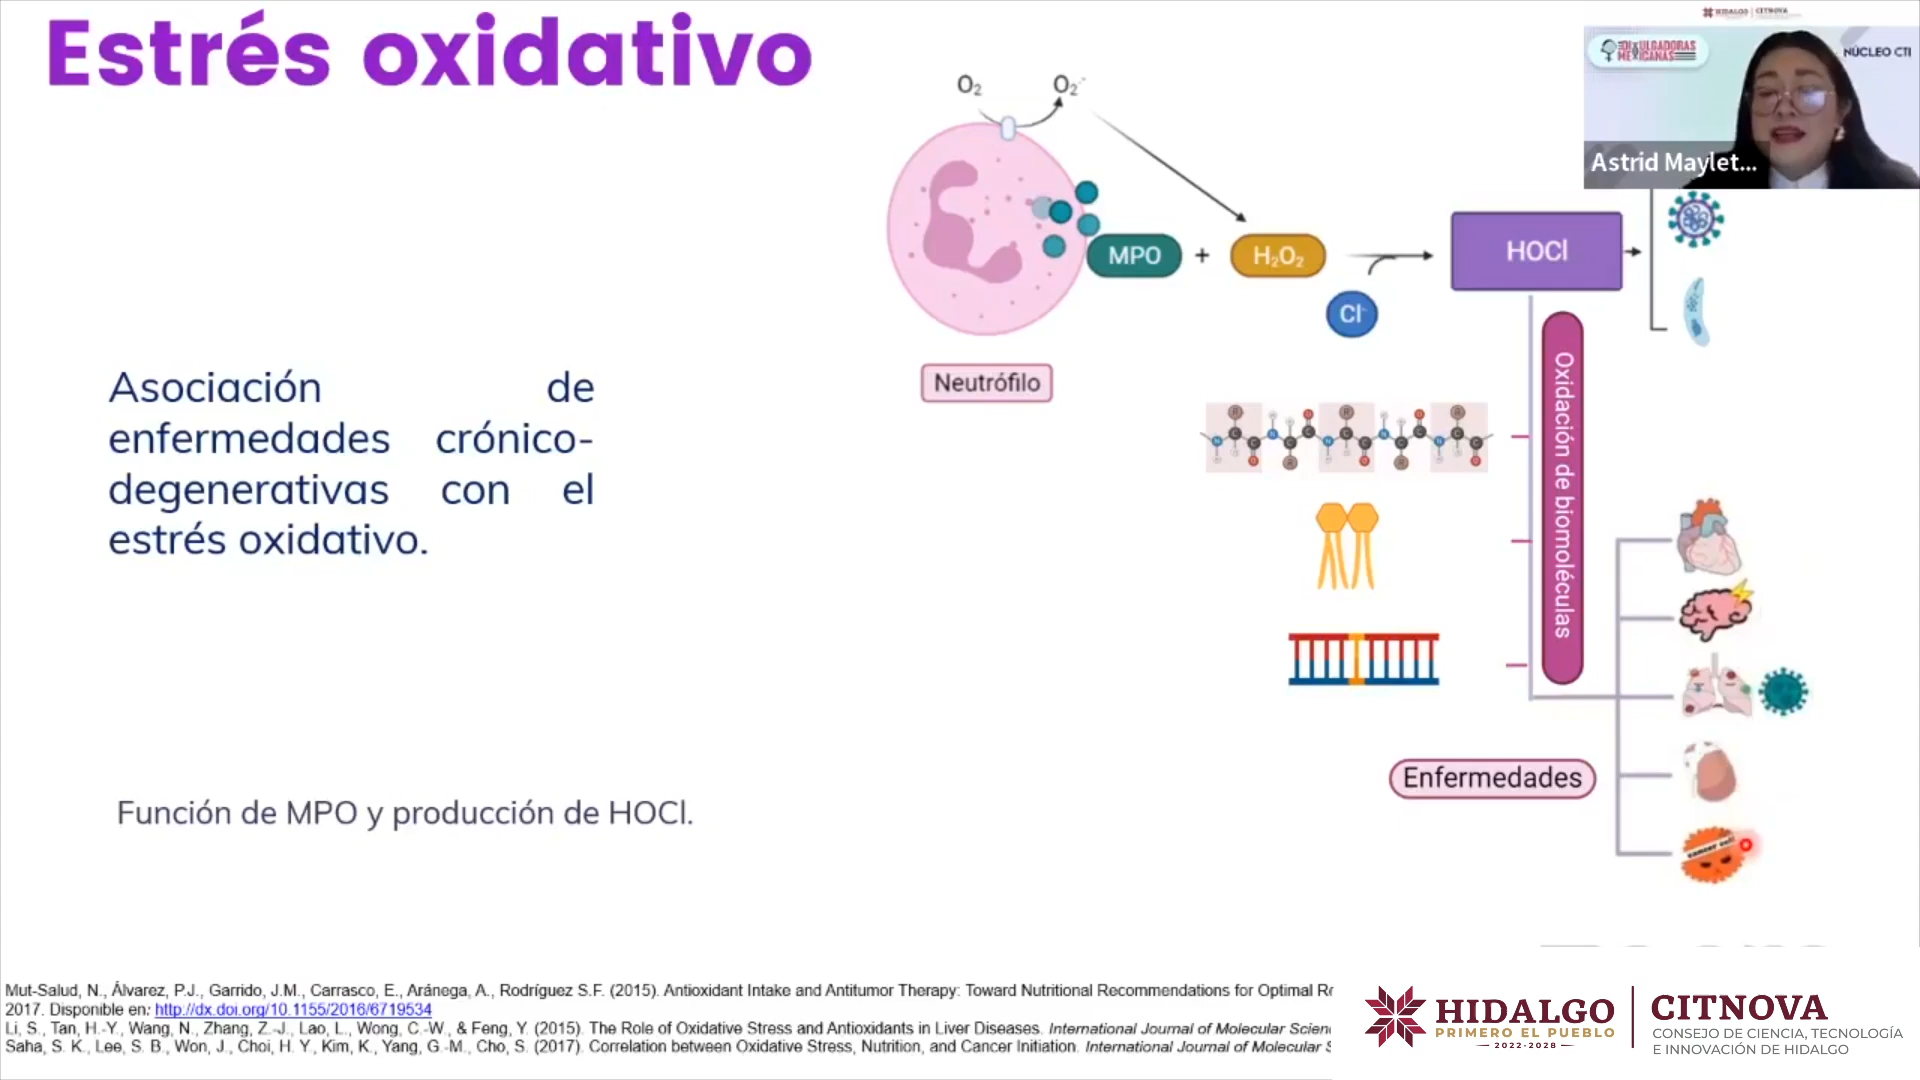 Estrés oxidativo
HIDALGO | CITNOVA
DIVULGADORAS
MEXICANAS
NÚCLEO CTI
Astrid Maylet...
O₂
O₂·⁻
MPO
+
H₂O₂
Cl⁻
HOCl
Neutrófilo
Oxidación de biomoléculas
Asociación de
enfermedades crónico-
degenerativas con el
estrés oxidativo.
Enfermedades
cancer cell
Función de MPO y producción de HOCl.
Mut-Salud, N., Álvarez, P.J., Garrido, J.M., Carrasco, E., Aránega, A., Rodríguez S.F. (2015). Antioxidant Intake and Antitumor Therapy: Toward Nutritional Recommendations for Optimal
2017. Disponible en: http://dx.doi.org/10.1155/2016/6719534
Li, S., Tan, H.-Y., Wang, N., Zhang, Z.-J., Lao, L., Wong, C.-W., & Feng, Y. (2015). The Role of Oxidative Stress and Antioxidants in Liver Diseases. International Journal of Molecular
Saha, S. K., Lee, S. B., Won, J., Choi, H. Y., Kim, K., Yang, G.-M., Cho, S. (2017). Correlation between Oxidative Stress, Nutrition, and Cancer Initiation. International Journal of Molecular
HIDALGO
PRIMERO EL PUEBLO
2022-2028
CITNOVA
CONSEJO DE CIENCIA, TECNOLOGÍA
E INNOVACIÓN DE HIDALGO